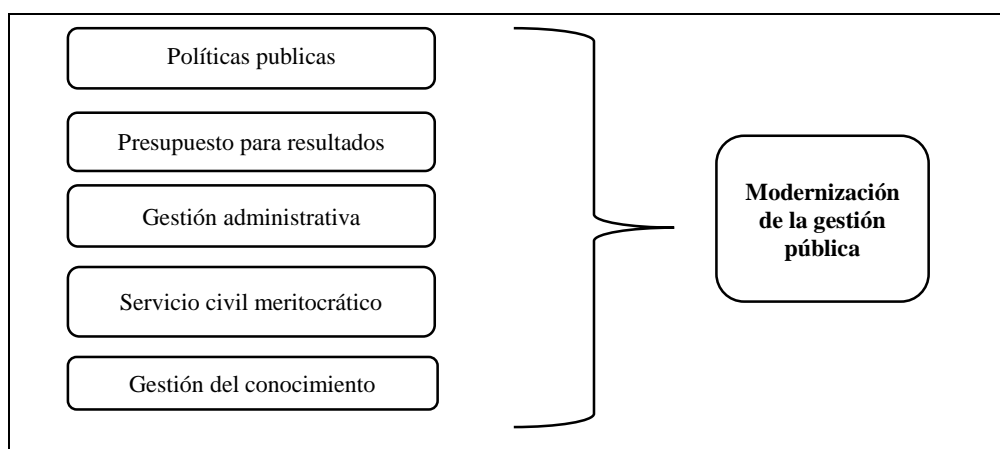 Políticas publicas
Presupuesto para resultados
Gestión administrativa
Servicio civil meritocrático
Gestión del conocimiento
Modernización
de la gestión
pública